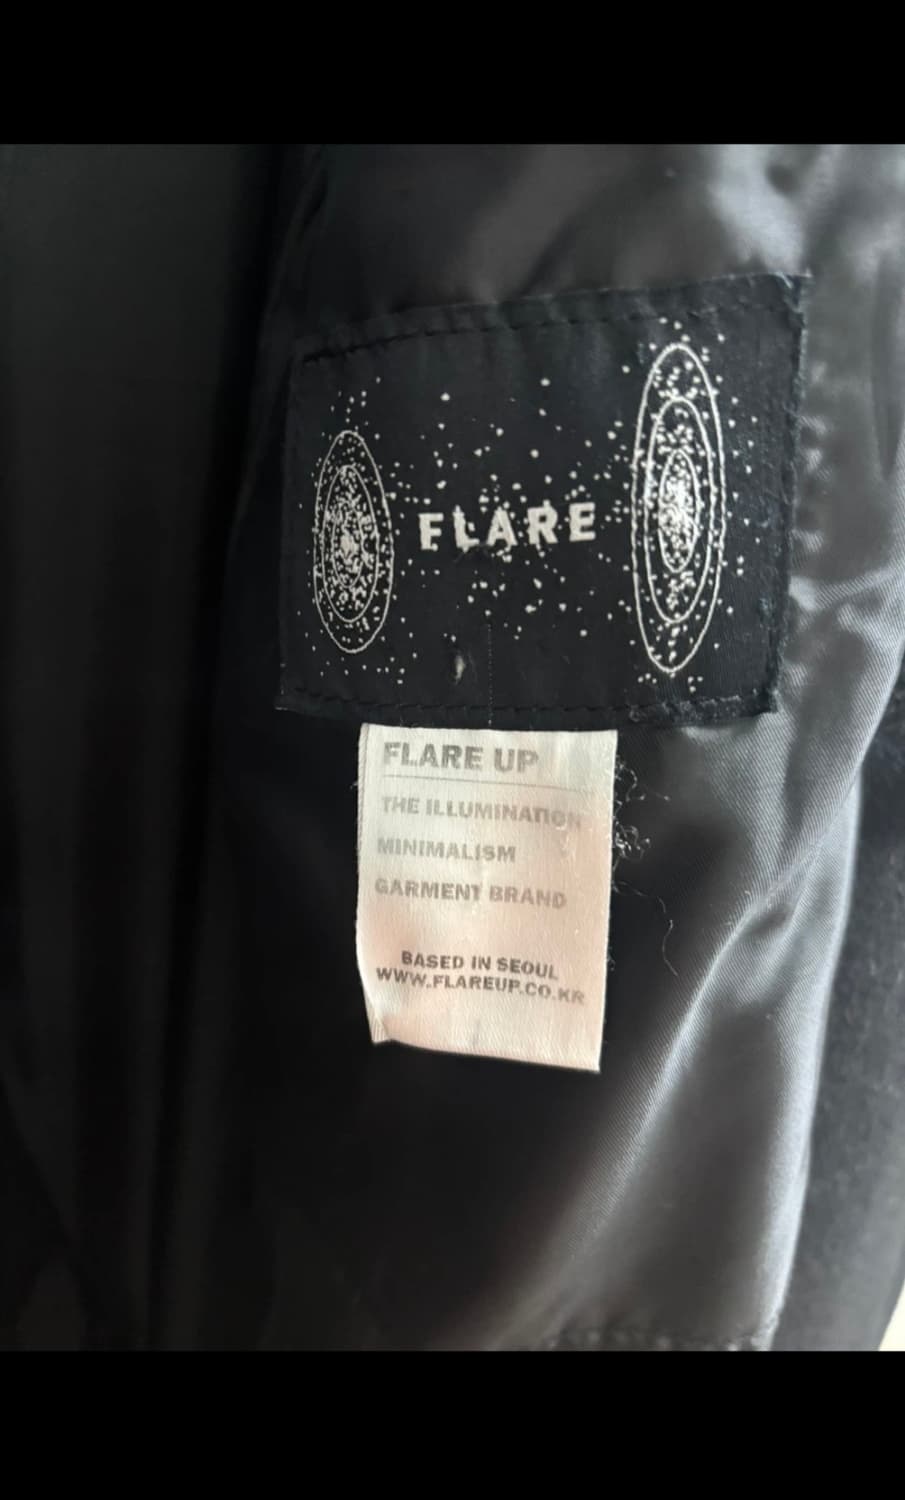 FLARE
FLARE UP
THE ILLUMINATION
MINIMALISM
GARMENT BRAND
BASED IN SEOUL
WWW.FLAREUP.CO.KR